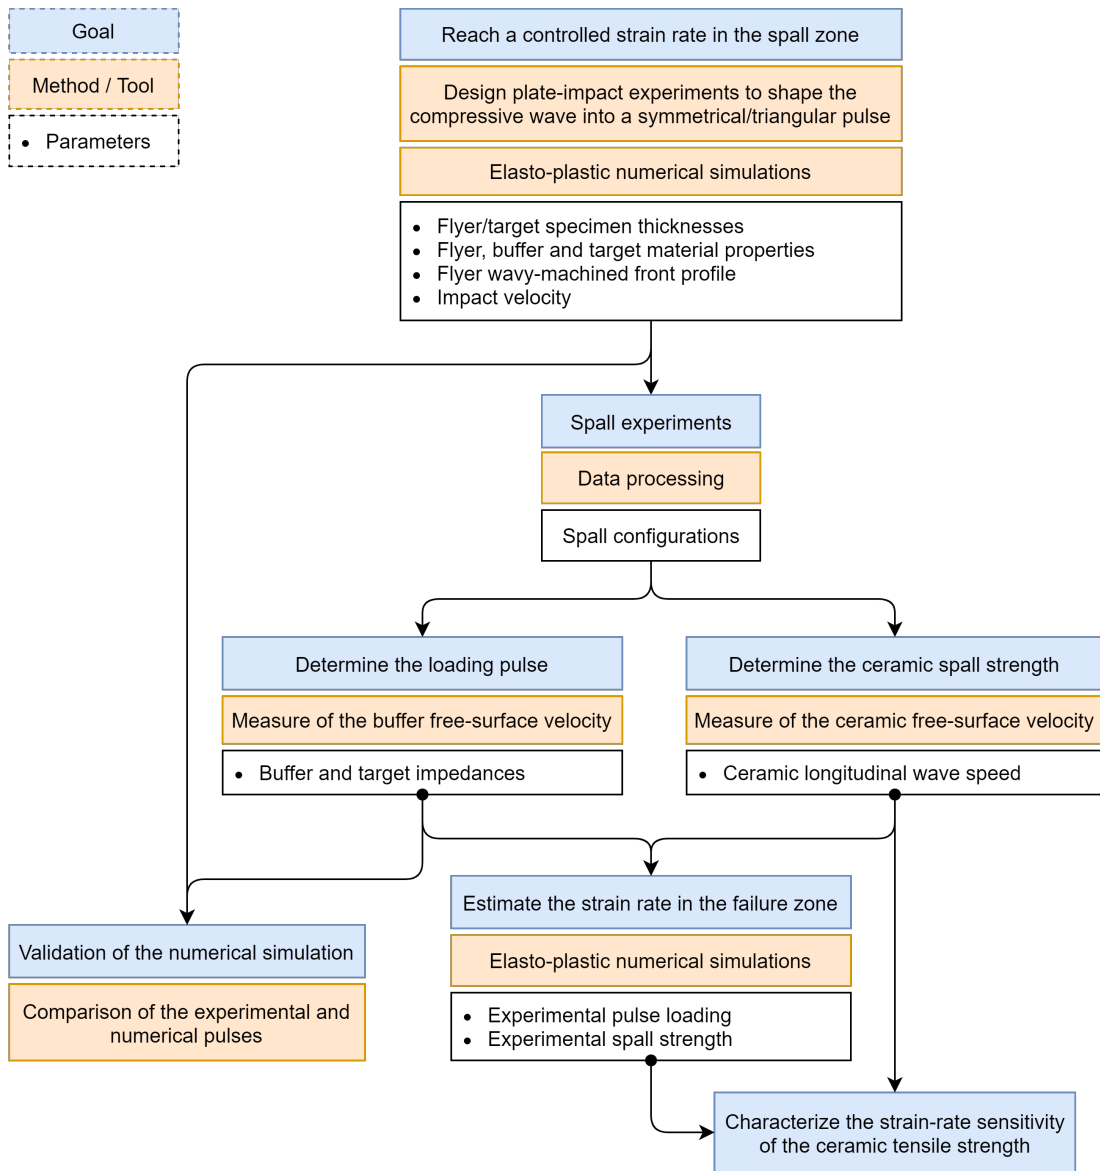 Goal
Method / Tool
• Parameters
Reach a controlled strain rate in the spall zone
Design plate-impact experiments to shape the
compressive wave into a symmetrical/triangular pulse
Elasto-plastic numerical simulations
• Flyer/target specimen thicknesses
• Flyer, buffer and target material properties
• Flyer wavy-machined front profile
• Impact velocity
Spall experiments
Data processing
Spall configurations
Determine the loading pulse
Measure of the buffer free-surface velocity
• Buffer and target impedances
Determine the ceramic spall strength
Measure of the ceramic free-surface velocity
• Ceramic longitudinal wave speed
Estimate the strain rate in the failure zone
Elasto-plastic numerical simulations
• Experimental pulse loading
• Experimental spall strength
Validation of the numerical simulation
Comparison of the experimental and
numerical pulses
Characterize the strain-rate sensitivity
of the ceramic tensile strength